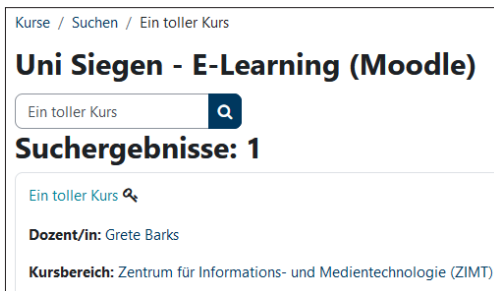 Kurse / Suchen / Ein toller Kurs
Uni Siegen - E-Learning (Moodle)
Ein toller Kurs
Suchergebnisse: 1
Ein toller Kurs
Dozent/in: Grete Barks
Kursbereich: Zentrum für Informations- und Medientechnologie (ZIMT)